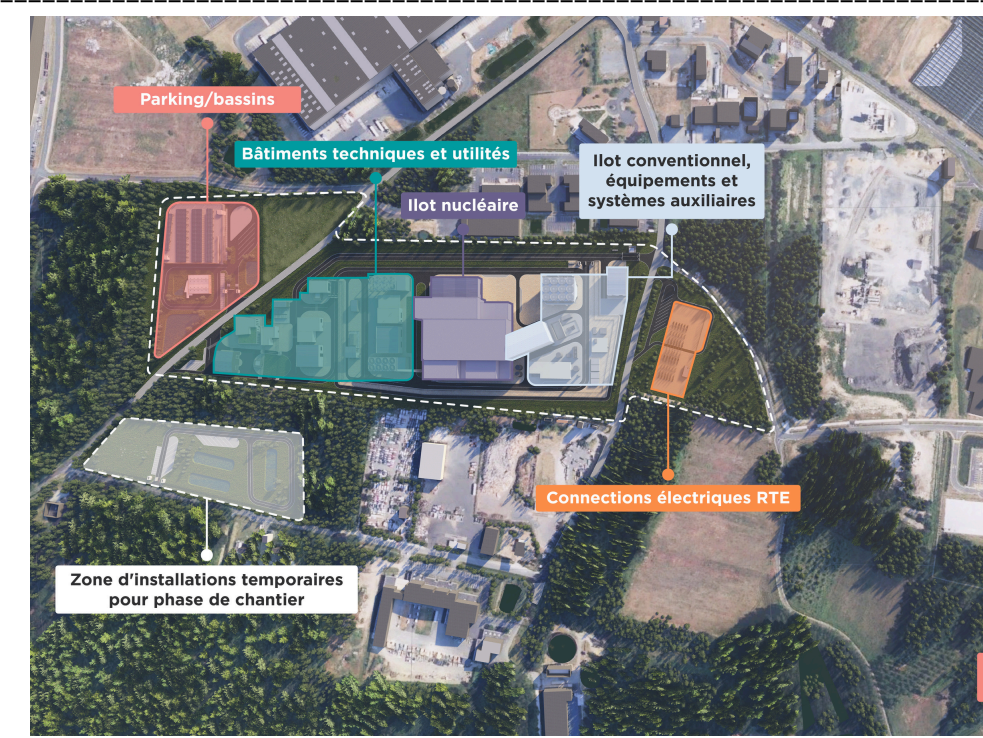 Parking/bassins
Bâtiments techniques et utilités
Ilot conventionnel,
équipements et
systèmes auxiliaires
Ilot nucléaire
Connections électriques RTE
Zone d'installations temporaires
pour phase de chantier